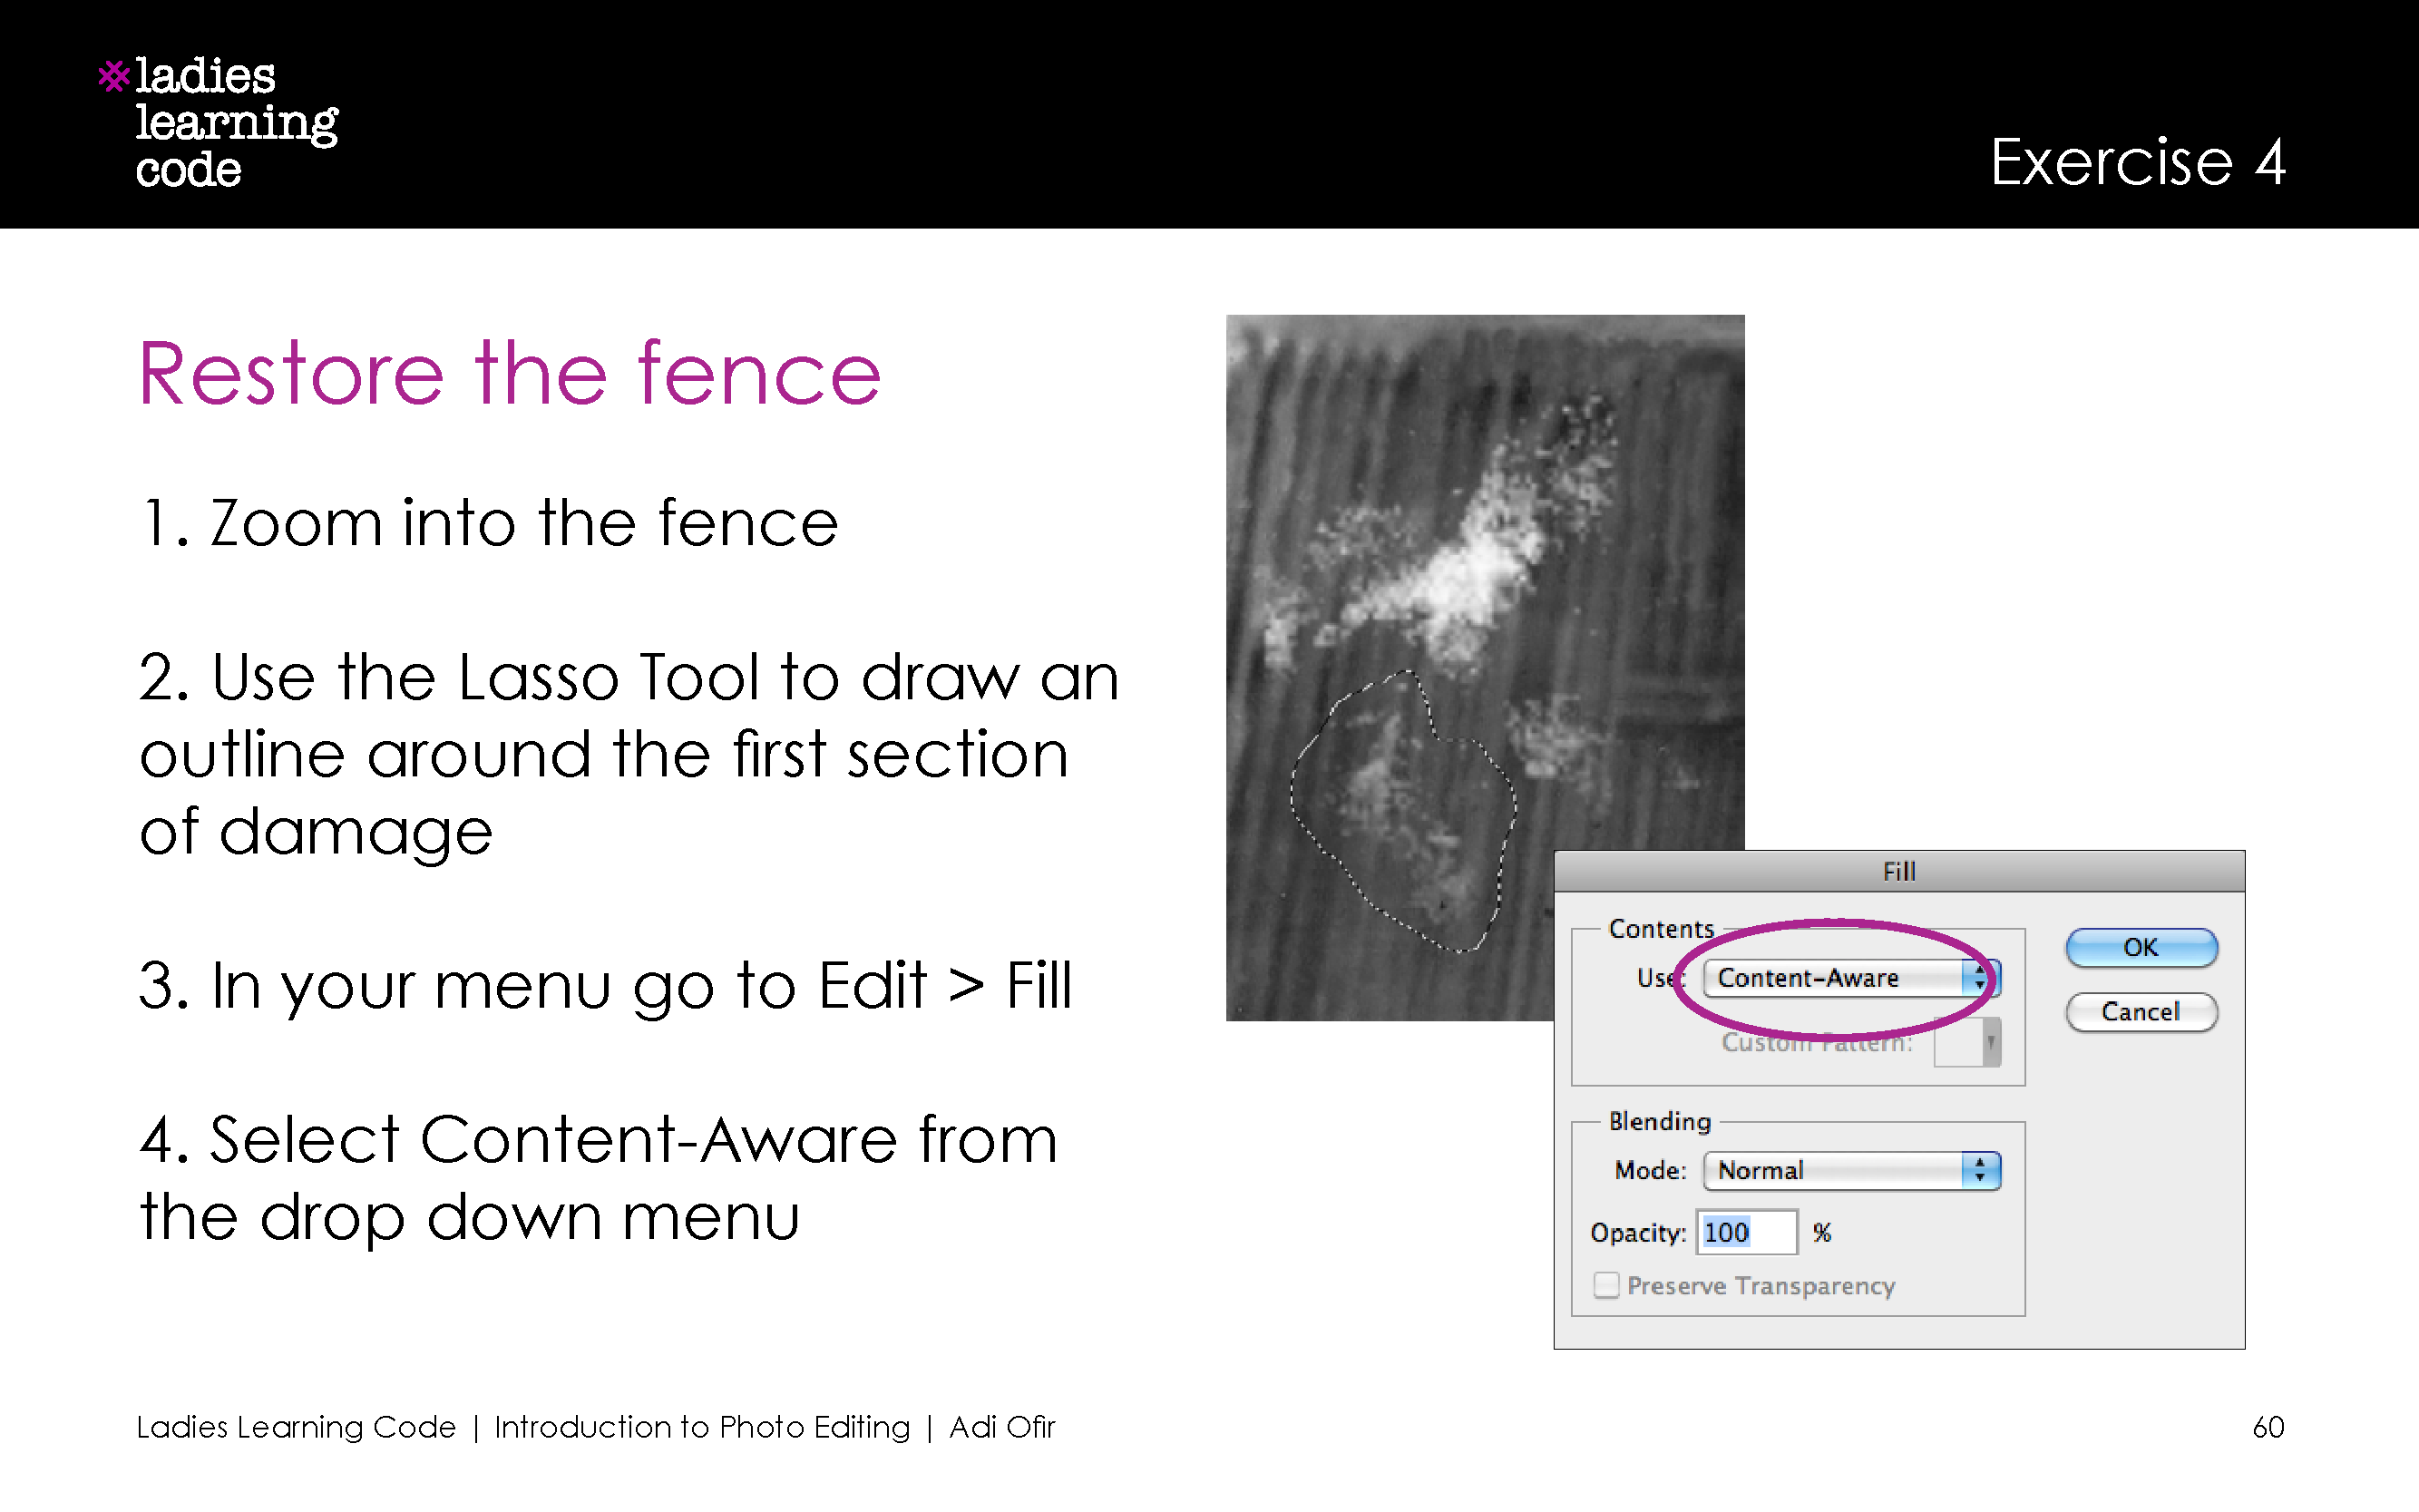 ladies
learning
code
Exercise 4
Restore the fence
1. Zoom into the fence
2. Use the Lasso Tool to draw an
outline around the first section
of damage
3. In your menu go to Edit > Fill
4. Select Content-Aware from
the drop down menu
Fill
Contents
Use: Content-Aware
Custom Pattern:
OK
Cancel
Blending
Mode: Normal
Opacity: 100 %
Preserve Transparency
Ladies Learning Code | Introduction to Photo Editing | Adi Ofir
60